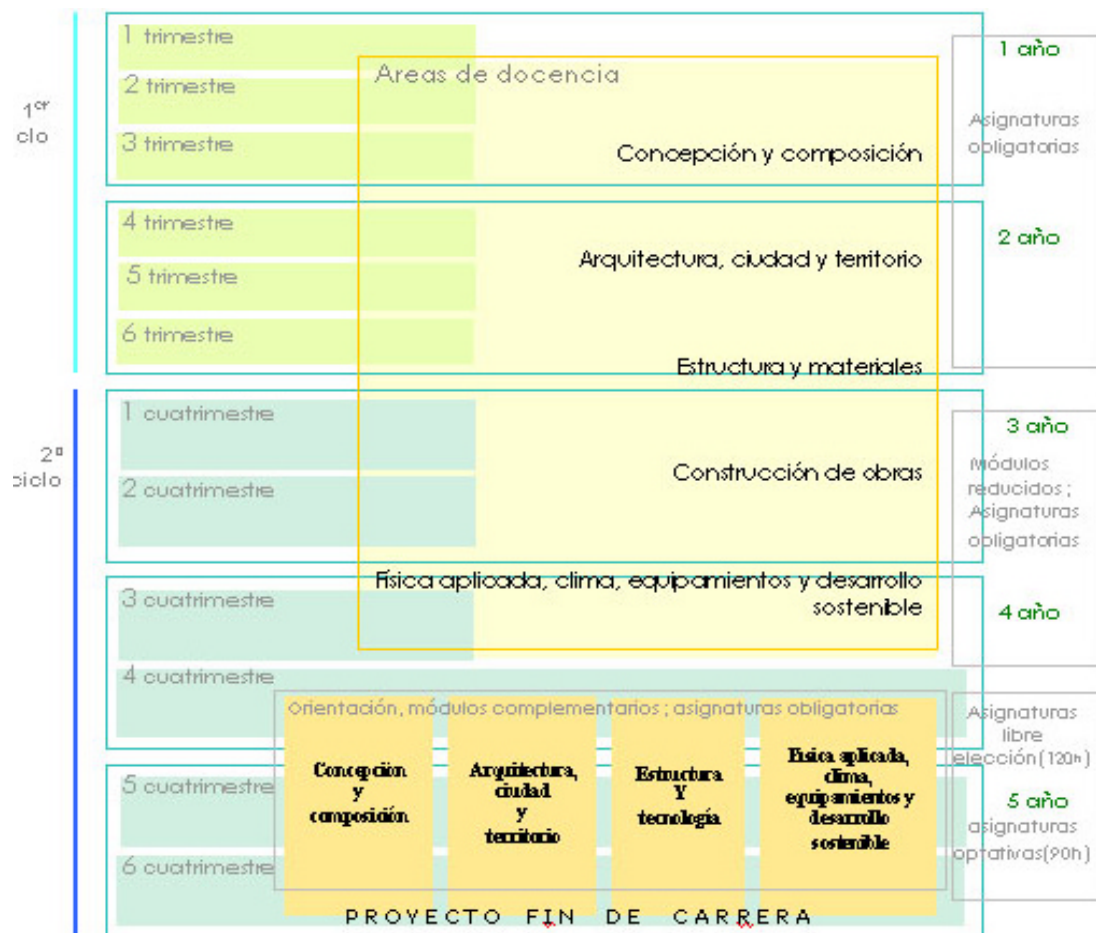 1er
clo
1 trimestre
2 trimestre
3 trimestre
Areas de docencia
Concepción y composición
1 año
Asignaturas
obligatorias
4 trimestre
5 trimestre
6 trimestre
Arquitectura, ciudad y territorio
Estructura y materiales
2 año
2º
ciclo
1 cuatrimestre
2 cuatrimestre
Construcción de obras
3 año
Módulos
reducidos ;
Asignaturas
obligatorias
3 cuatrimestre
4 cuatrimestre
Física aplicada, clima, equipamientos y desarrollo
sostenible
4 año
Orientación, módulos complementarios ; asignaturas obligatorias
Asignaturas
libre
elección(120h)
5 cuatrimestre
6 cuatrimestre
Concepción
y
composición
Arquitectura,
ciudad
y
territorio
Estructura
Y
tecnología
Fisica aplicada,
clima,
equipamientos y
desarrollo
sostenible
5 año
asignaturas
optativas(90h)
PROYECTO FIN DE CARRERA